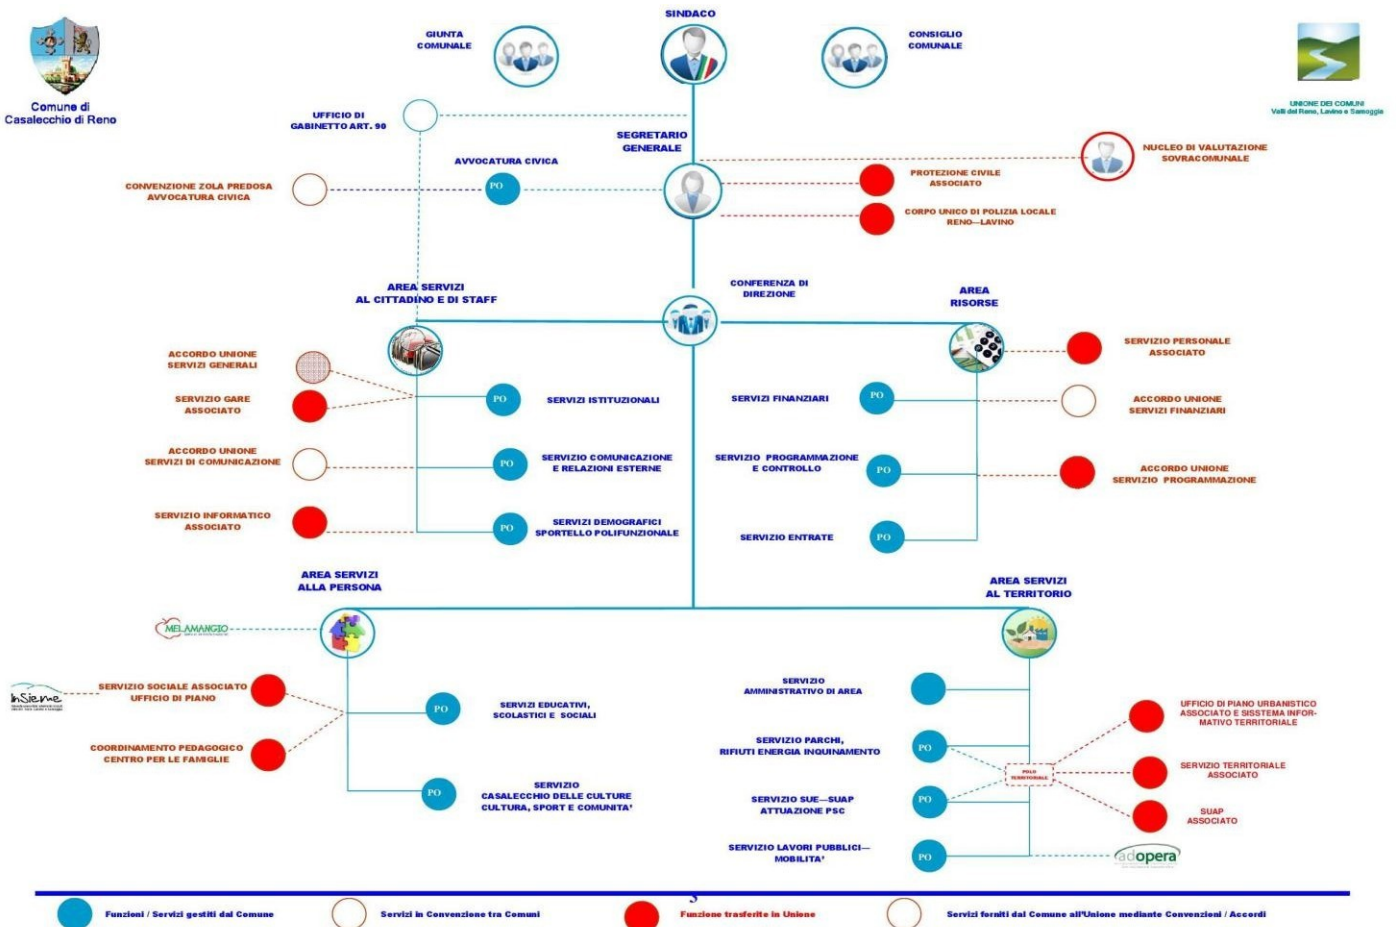 SINDACO
GIUNTA
COMUNALE
CONSIGLIO
COMUNALE
Comune di
Casalecchio di Reno
UNIONE DEI COMUNI
Valli del Reno, Lavino e Samoggia
UFFICIO DI
GABINETTO ART. 90
SEGRETARIO
GENERALE
NUCLEO DI VALUTAZIONE
SOVRACOMUNALE
AVVOCATURA CIVICA
PO
CONVENZIONE ZOLA PREDOSA
AVVOCATURA CIVICA
PROTEZIONE CIVILE
ASSOCIATO
CORPO UNICO DI POLIZIA LOCALE
RENO—LAVINO
AREA SERVIZI
AL CITTADINO E DI STAFF
CONFERENZA DI
DIREZIONE
AREA
RISORSE
ACCORDO UNIONE
SERVIZI GENERALI
SERVIZIO GARE
ASSOCIATO
PO
SERVIZI ISTITUZIONALI
ACCORDO UNIONE
SERVIZI DI COMUNICAZIONE
PO
SERVIZIO COMUNICAZIONE
E RELAZIONI ESTERNE
SERVIZIO INFORMATICO
ASSOCIATO
PO
SERVIZI DEMOGRAFICI
SPORTELLO POLIFUNZIONALE
SERVIZIO PERSONALE
ASSOCIATO
SERVIZI FINANZIARI
PO
ACCORDO UNIONE
SERVIZI FINANZIARI
SERVIZIO PROGRAMMAZIONE
E CONTROLLO
PO
ACCORDO UNIONE
SERVIZIO PROGRAMMAZIONE
SERVIZIO ENTRATE
PO
AREA SERVIZI
ALLA PERSONA
MELAMANGIO
InSieme
SERVIZIO SOCIALE ASSOCIATO
UFFICIO DI PIANO
COORDINAMENTO PEDAGOGICO
CENTRO PER LE FAMIGLIE
PO
SERVIZI EDUCATIVI,
SCOLASTICI E SOCIALI
PO
SERVIZIO
CASALECCHIO DELLE CULTURE
CULTURA, SPORT E COMUNITA'
AREA SERVIZI
AL TERRITORIO
SERVIZIO
AMMINISTRATIVO DI AREA
SERVIZIO PARCHI,
RIFIUTI ENERGIA INQUINAMENTO
PO
SERVIZIO SUE—SUAP
ATTUAZIONE PSC
PO
SERVIZIO LAVORI PUBBLICI—
MOBILITA'
PO
POLO
TERRITORIALE
UFFICIO DI PIANO URBANISTICO
ASSOCIATO E SISSTEMA INFOR-
MATIVO TERRITORIALE
SERVIZIO TERRITORIALE
ASSOCIATO
SUAP
ASSOCIATO
adopera
Funzioni / Servizi gestiti dal Comune
Servizi in Convenzione tra Comuni
Funzione trasferite in Unione
Servizi forniti dal Comune all'Unione mediante Convenzioni / Accordi